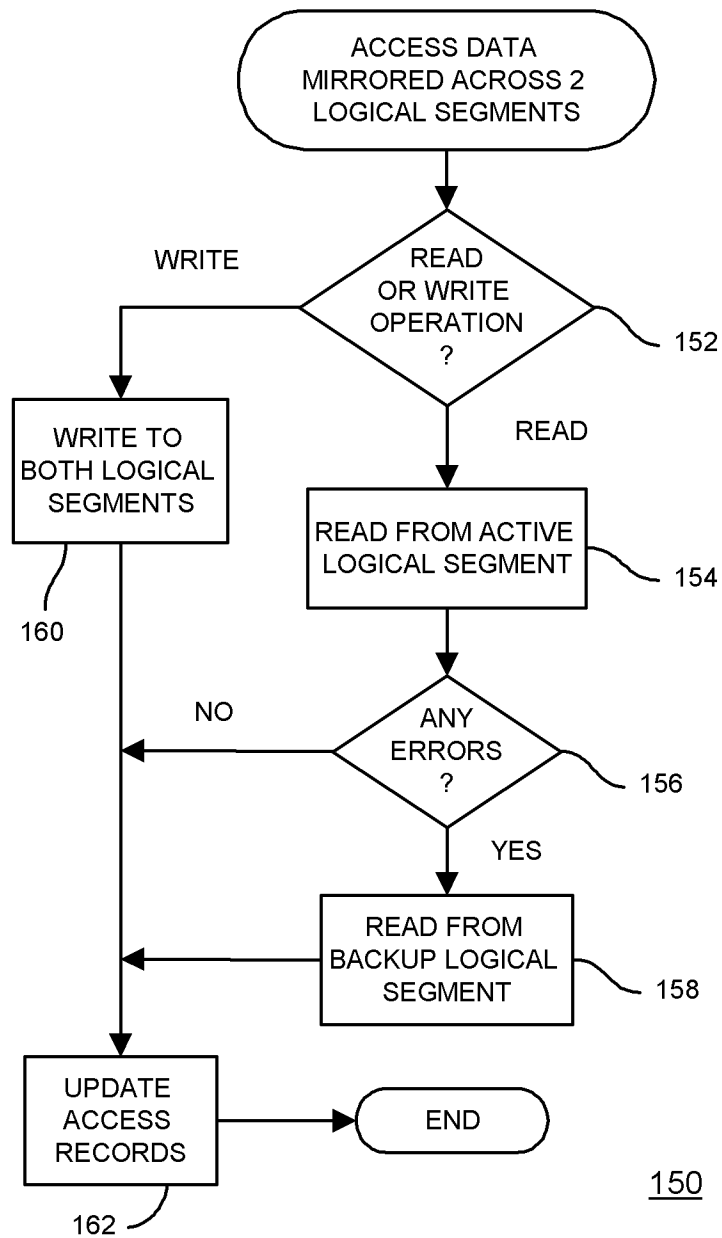 ACCESS DATA
MIRRORED ACROSS 2
LOGICAL SEGMENTS
WRITE
READ
OR WRITE
OPERATION
?
152
READ
WRITE TO
BOTH LOGICAL
SEGMENTS
160
READ FROM ACTIVE
LOGICAL SEGMENT
154
NO
ANY
ERRORS
?
156
YES
READ FROM
BACKUP LOGICAL
SEGMENT
158
UPDATE
ACCESS
RECORDS
162
END
150